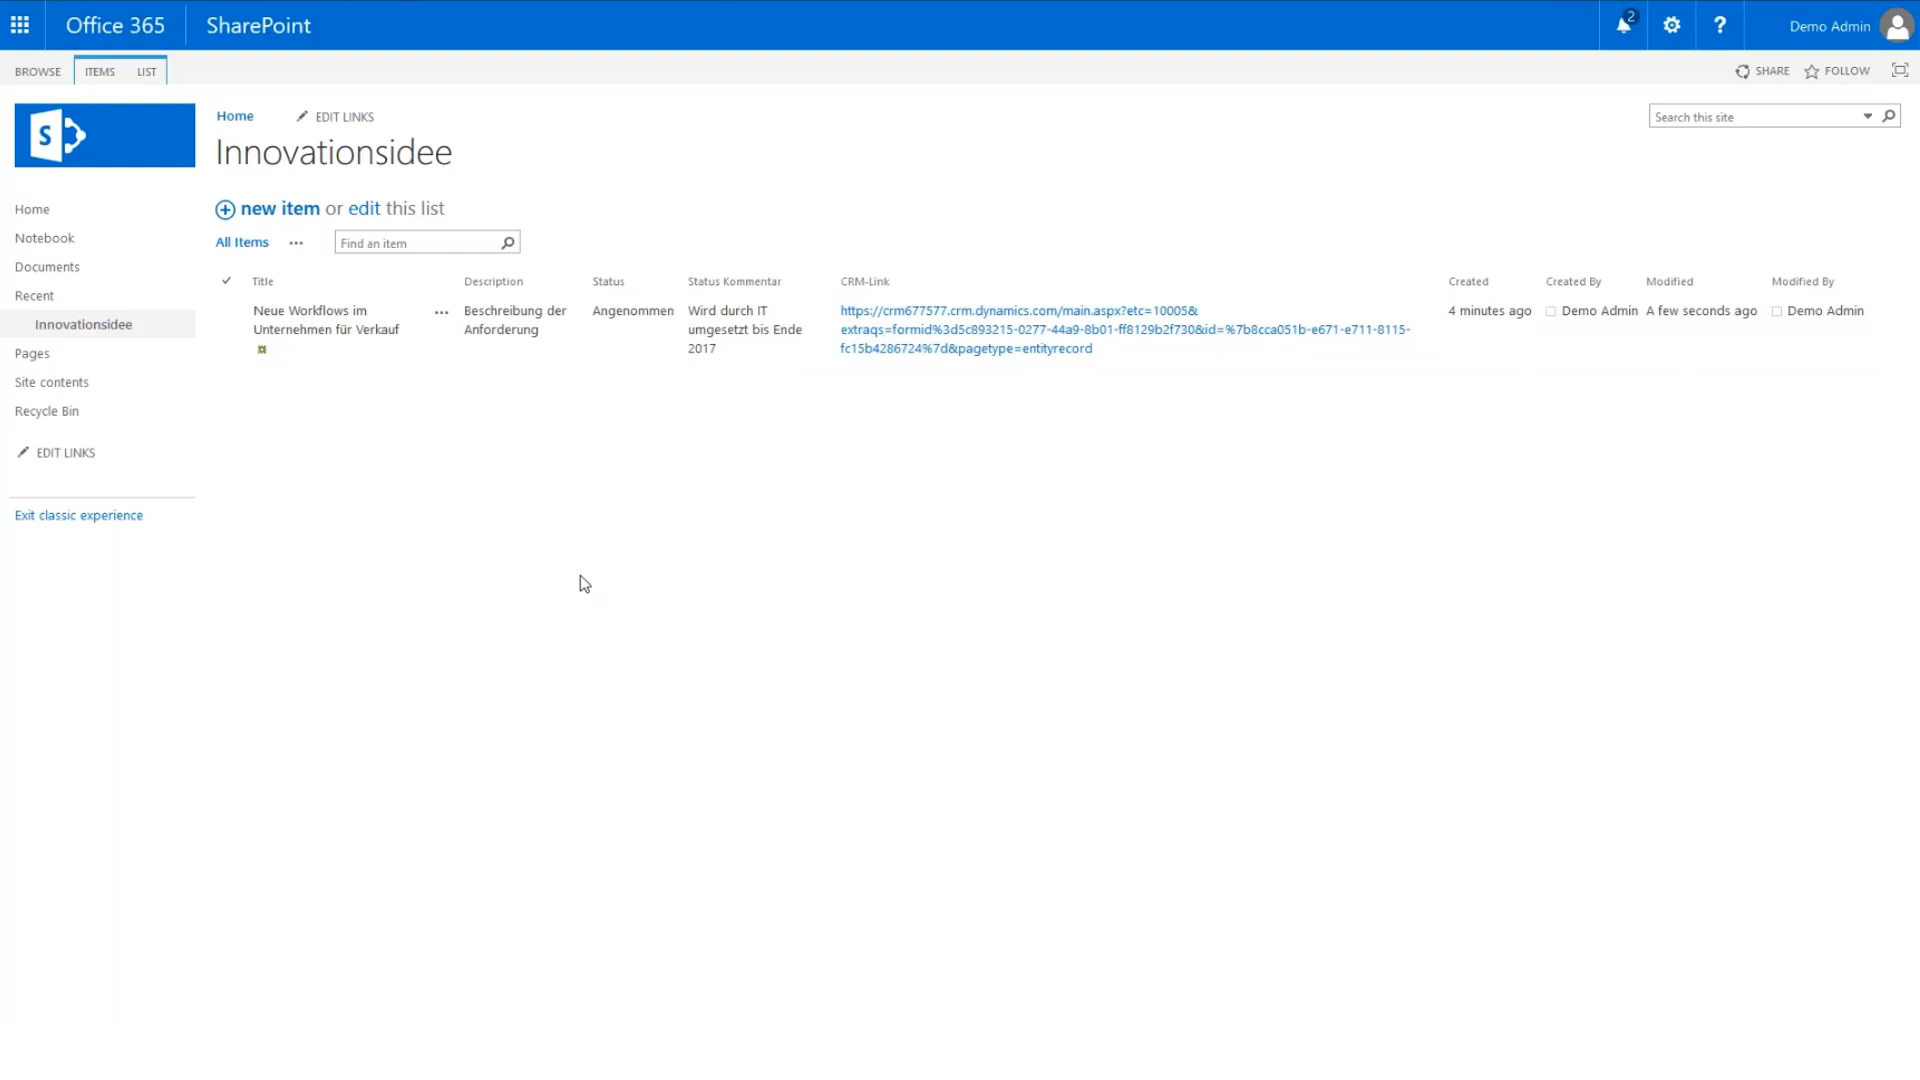 Office 365 SharePoint 2 ? Demo Admin
BROWSE ITEMS LIST SHARE FOLLOW
S
Home EDIT LINKS Search this site
Innovationsidee
new item or edit this list
All Items ... Find an item
Home
Notebook
Documents
Recent
Innovationsidee
Pages
Site contents
Recycle Bin
EDIT LINKS
Exit classic experience
Title Description Status Status Kommentar CRM-Link Created Created By Modified Modified By
Neue Workflows im ... Beschreibung der Angenommen Wird durch IT https://crm677577.crm.dynamics.com/main.aspx?etc=10005& 4 minutes ago Demo Admin A few seconds ago Demo Admin
Unternehmen für Verkauf Anforderung umgesetzt bis Ende extraqs=formid%3d5c893215-0277-44a9-8b01-ff8129b2f730&id=%7b8cca051b-e671-e711-8115-
2017 fc15b4286724%7d&pagetype=entityrecord